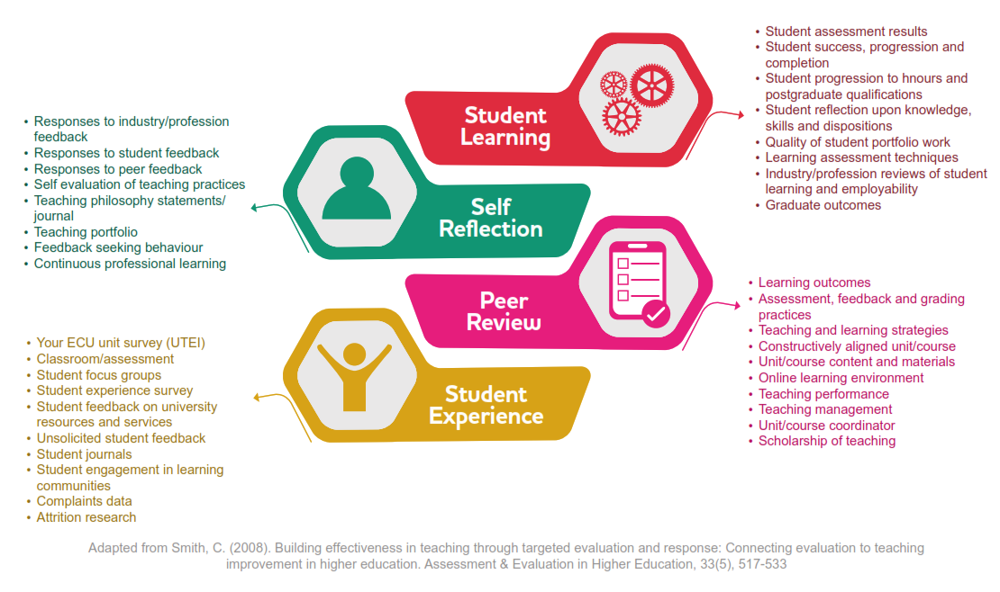 Student
Learning
• Student assessment results
• Student success, progression and
completion
• Student progression to hnours and
postgraduate qualifications
• Student reflection upon knowledge,
skills and dispositions
• Quality of student portfolio work
• Learning assessment techniques
• Industry/profession reviews of student
learning and employability
• Graduate outcomes
Self
Reflection
• Responses to industry/profession
feedback
• Responses to student feedback
• Responses to peer feedback
• Self evaluation of teaching practices
• Teaching philosophy statements/
journal
• Teaching portfolio
• Feedback seeking behaviour
• Continuous professional learning
Peer
Review
• Learning outcomes
• Assessment, feedback and grading
practices
• Teaching and learning strategies
• Constructively aligned unit/course
• Unit/course content and materials
• Online learning environment
• Teaching performance
• Teaching management
• Unit/course coordinator
• Scholarship of teaching
Student
Experience
• Your ECU unit survey (UTEI)
• Classroom/assessment
• Student focus groups
• Student experience survey
• Student feedback on university
resources and services
• Unsolicited student feedback
• Student journals
• Student engagement in learning
communities
• Complaints data
• Attrition research
Adapted from Smith, C. (2008). Building effectiveness in teaching through targeted evaluation and response: Connecting evaluation to teaching
improvement in higher education. Assessment & Evaluation in Higher Education, 33(5), 517-533